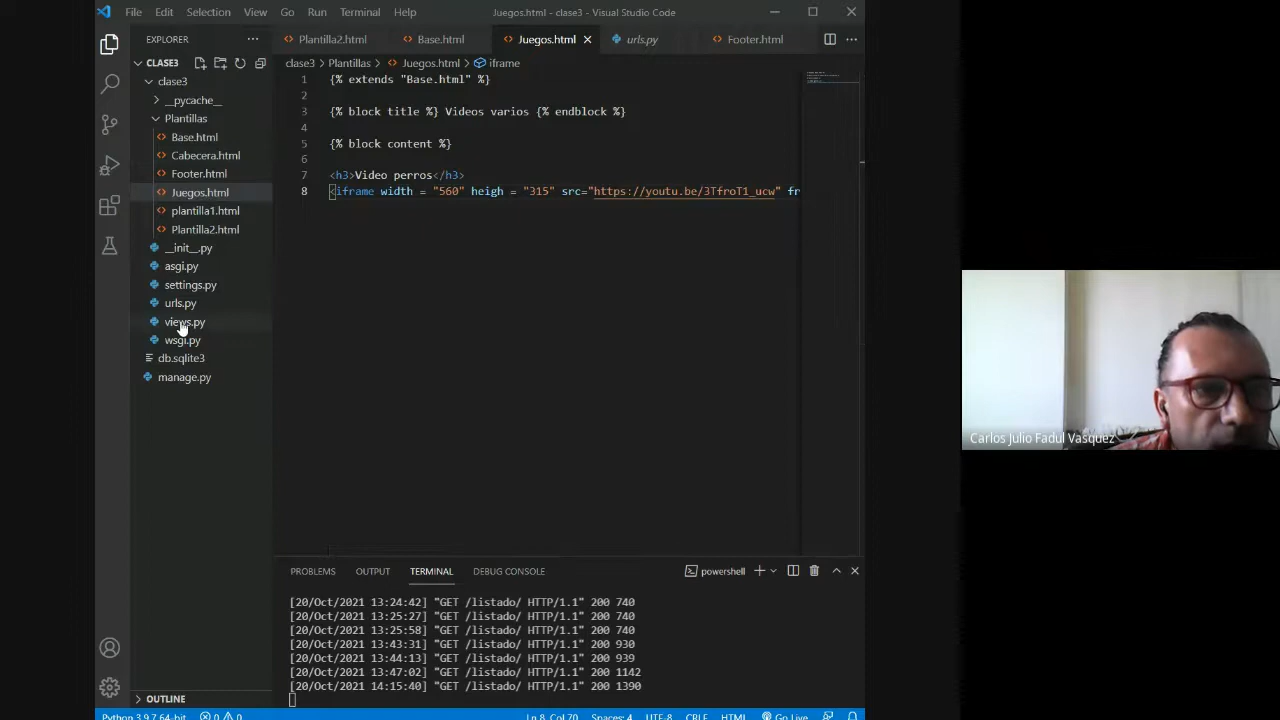 File Edit Selection View Go Run Terminal Help
Juegos.html - clase3 - Visual Studio Code
EXPLORER
Plantilla2.html
Base.html
Juegos.html
urls.py
Footer.html
CLASE3
clase3 > Plantillas > Juegos.html > iframe
clase3
__pycache__
Plantillas
Base.html
Cabecera.html
Footer.html
Juegos.html
plantilla1.html
Plantilla2.html
__init__.py
asgi.py
settings.py
urls.py
views.py
wsgi.py
db.sqlite3
manage.py
1 {% extends "Base.html" %}
2
3 {% block title %} Videos varios {% endblock %}
4
5 {% block content %}
6
7 <h3>Video perros</h3>
8 <iframe width = "560" heigh = "315" src="https://youtu.be/3TfroT1_ucw" fr
Carlos Julio Fadul Vasquez
PROBLEMS OUTPUT TERMINAL DEBUG CONSOLE
powershell
[20/Oct/2021 13:24:42] "GET /listado/ HTTP/1.1" 200 740
[20/Oct/2021 13:25:27] "GET /listado/ HTTP/1.1" 200 740
[20/Oct/2021 13:25:58] "GET /listado/ HTTP/1.1" 200 740
[20/Oct/2021 13:43:31] "GET /listado/ HTTP/1.1" 200 930
[20/Oct/2021 13:44:13] "GET /listado/ HTTP/1.1" 200 939
[20/Oct/2021 13:47:02] "GET /listado/ HTTP/1.1" 200 1142
[20/Oct/2021 14:15:40] "GET /listado/ HTTP/1.1" 200 1390
OUTLINE
Python 3.9.7 64-bit 0 0 Ln 8, Col 70 Spaces: 4 UTF-8 CRLF HTML Go Live